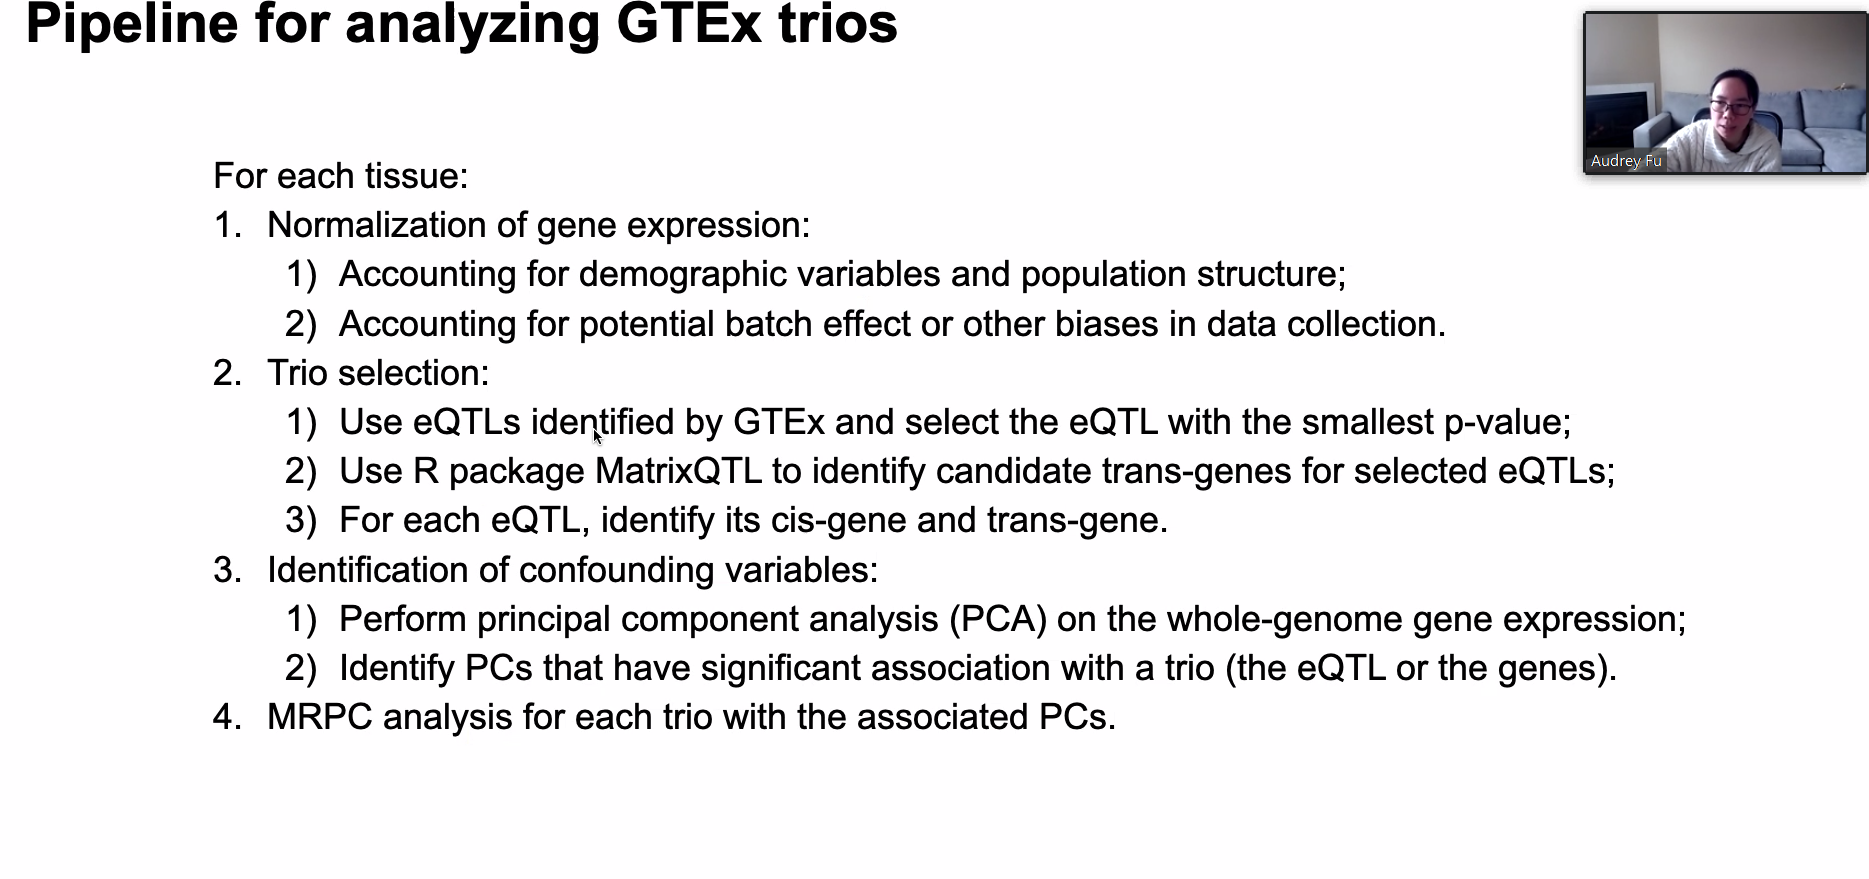 Pipeline for analyzing GTEx trios
Audrey Fu
For each tissue:
1. Normalization of gene expression:
1) Accounting for demographic variables and population structure;
2) Accounting for potential batch effect or other biases in data collection.
2. Trio selection:
1) Use eQTLs identified by GTEx and select the eQTL with the smallest p-value;
2) Use R package MatrixQTL to identify candidate trans-genes for selected eQTLs;
3) For each eQTL, identify its cis-gene and trans-gene.
3. Identification of confounding variables:
1) Perform principal component analysis (PCA) on the whole-genome gene expression;
2) Identify PCs that have significant association with a trio (the eQTL or the genes).
4. MRPC analysis for each trio with the associated PCs.